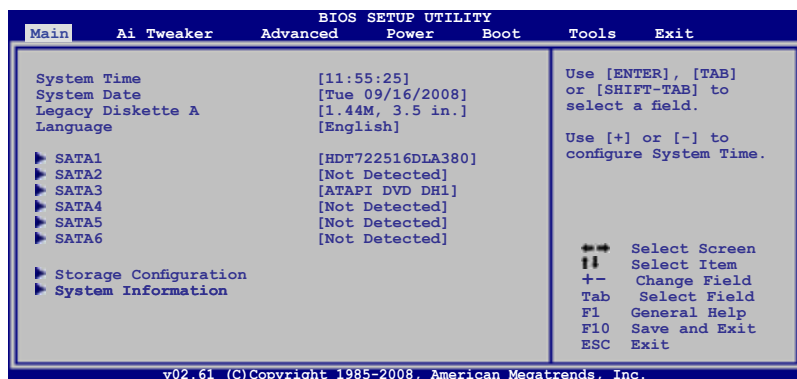 BIOS SETUP UTILITY
Main Ai Tweaker Advanced Power Boot Tools Exit
System Time [11:55:25]
System Date [Tue 09/16/2008]
Legacy Diskette A [1.44M, 3.5 in.]
Language [English]
SATA1 [HDT722516DLA380]
SATA2 [Not Detected]
SATA3 [ATAPI DVD DH1]
SATA4 [Not Detected]
SATA5 [Not Detected]
SATA6 [Not Detected]
Storage Configuration
System Information
Use [ENTER], [TAB]
or [SHIFT-TAB] to
select a field.
Use [+] or [-] to
configure System Time.
←→ Select Screen
↑↓ Select Item
+- Change Field
Tab Select Field
F1 General Help
F10 Save and Exit
ESC Exit
v02.61 (C)Copyright 1985-2008, American Megatrends, Inc.